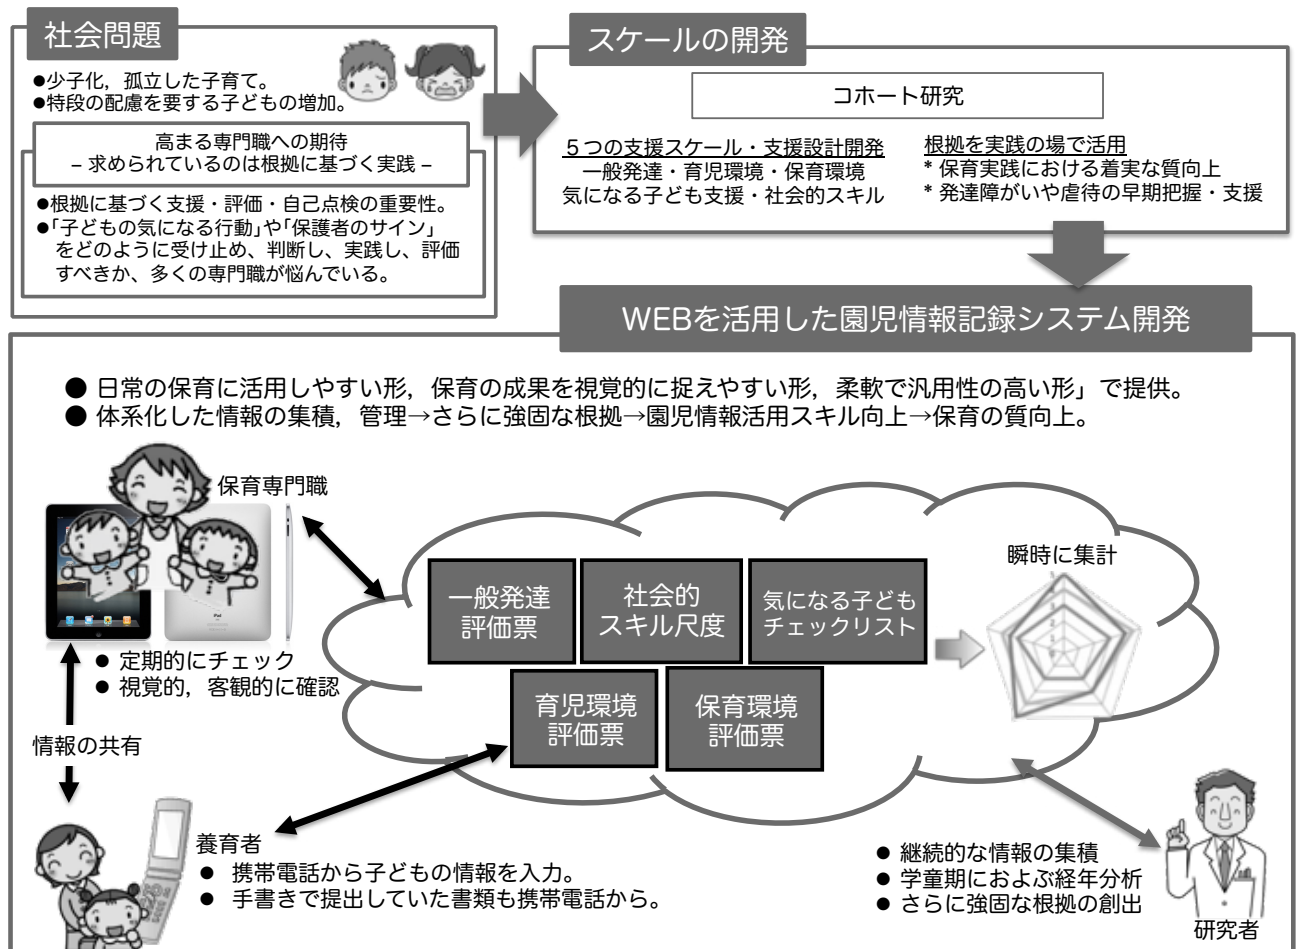 社会問題
●少子化，孤立した子育て。
●特段の配慮を要する子どもの増加。
高まる専門職への期待
– 求められているのは根拠に基づく実践 –
●根拠に基づく支援・評価・自己点検の重要性。
●「子どもの気になる行動」や「保護者のサイン」
をどのように受け止め、判断し、実践し、評価
すべきか、多くの専門職が悩んでいる。
スケールの開発
コホート研究
５つの支援スケール・支援設計開発
一般発達・育児環境・保育環境
気になる子ども支援・社会的スキル
根拠を実践の場で活用
* 保育実践における着実な質向上
* 発達障がいや虐待の早期把握・支援
WEBを活用した園児情報記録システム開発
● 日常の保育に活用しやすい形，保育の成果を視覚的に捉えやすい形，柔軟で汎用性の高い形」で提供。
● 体系化した情報の集積，管理→さらに強固な根拠→園児情報活用スキル向上→保育の質向上。
保育専門職
● 定期的にチェック
● 視覚的，客観的に確認
情報の共有
養育者
● 携帯電話から子どもの情報を入力。
● 手書きで提出していた書類も携帯電話から。
一般発達
評価票
社会的
スキル尺度
気になる子ども
チェックリスト
育児環境
評価票
保育環境
評価票
瞬時に集計
● 継続的な情報の集積
● 学童期におよぶ経年分析
● さらに強固な根拠の創出
研究者